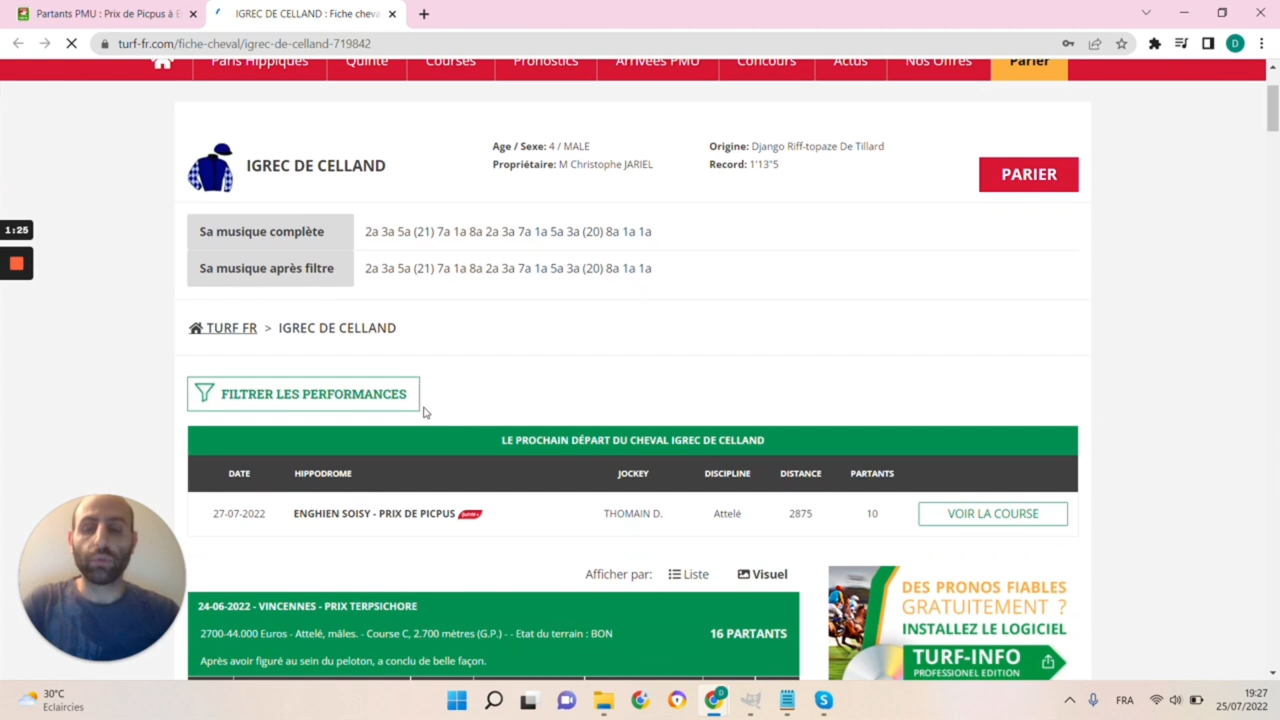 Partants PMU : Prix de Picpus à E
IGREC DE CELLAND : Fiche cheva
turf-fr.com/fiche-cheval/igrec-de-celland-719842
D
Paris Hippiques Quinté Courses Pronostics Arrivées PMU Concours Actus Nos Offres Parier
IGREC DE CELLAND
Age / Sexe: 4 / MALE
Propriétaire: M Christophe JARIEL
Origine: Django Riff-topaze De Tillard
Record: 1'13"5
PARIER
1:25
Sa musique complète 2a 3a 5a (21) 7a 1a 8a 2a 3a 7a 1a 5a 3a (20) 8a 1a 1a
Sa musique après filtre 2a 3a 5a (21) 7a 1a 8a 2a 3a 7a 1a 5a 3a (20) 8a 1a 1a
TURF FR > IGREC DE CELLAND
FILTRER LES PERFORMANCES
LE PROCHAIN DÉPART DU CHEVAL IGREC DE CELLAND
DATE HIPPODROME JOCKEY DISCIPLINE DISTANCE PARTANTS
27-07-2022 ENGHIEN SOISY - PRIX DE PICPUS THOMAIN D. Attelé 2875 10 VOIR LA COURSE
Afficher par: Liste Visuel
24-06-2022 - VINCENNES - PRIX TERPSICHORE
2700-44.000 Euros - Attelé, mâles. - Course C, 2.700 mètres (G.P.) - - Etat du terrain : BON
16 PARTANTS
Après avoir figuré au sein du peloton, a conclu de belle façon.
DES PRONOS FIABLES
GRATUITEMENT ?
INSTALLEZ LE LOGICIEL
TURF-INFO
PROFESSIONEL EDITION
30°C
Eclaircies
D
FRA
19:27
25/07/2022